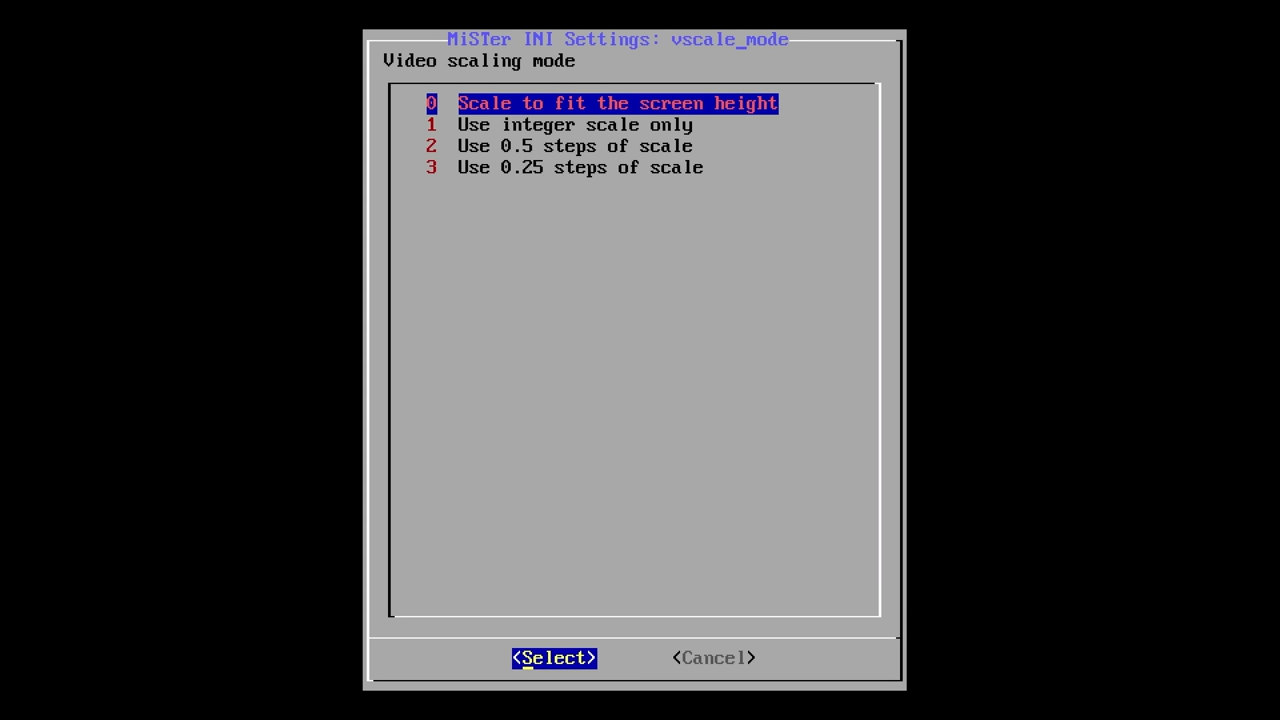 MiSTer INI Settings: vscale_mode
Video scaling mode
0 Scale to fit the screen height
1 Use integer scale only
2 Use 0.5 steps of scale
3 Use 0.25 steps of scale
<Select> <Cancel>